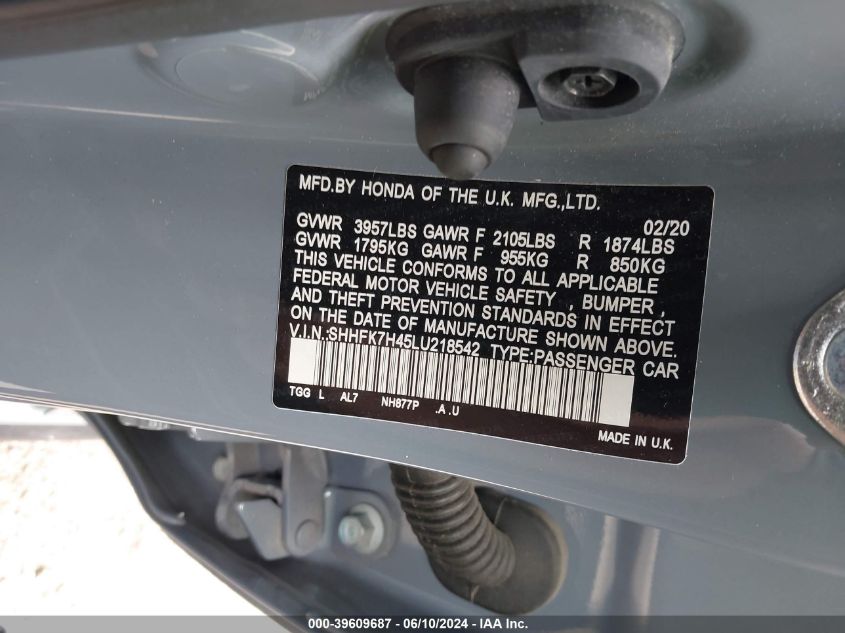 MFD.BY HONDA OF THE U.K. MFG.,LTD.
02/20
GVWR 3957LBS GAWR F 2105LBS R 1874LBS
GVWR 1795KG GAWR F 955KG R 850KG
THIS VEHICLE CONFORMS TO ALL APPLICABLE
FEDERAL MOTOR VEHICLE SAFETY , BUMPER ,
AND THEFT PREVENTION STANDARDS IN EFFECT
ON THE DATE OF MANUFACTURE SHOWN ABOVE.
V.I.N.:SHHFK7H45LU218542 TYPE:PASSENGER CAR
TGG L AL7 NH877P .A .U
MADE IN U.K.
000-39609687 - 06/10/2024 - IAA Inc.